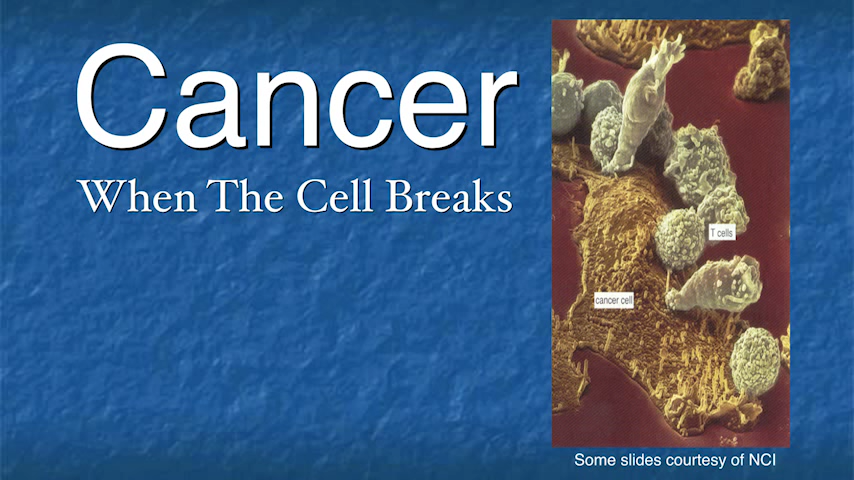 Cancer
When The Cell Breaks
T cells
cancer cell
Some slides courtesy of NCI